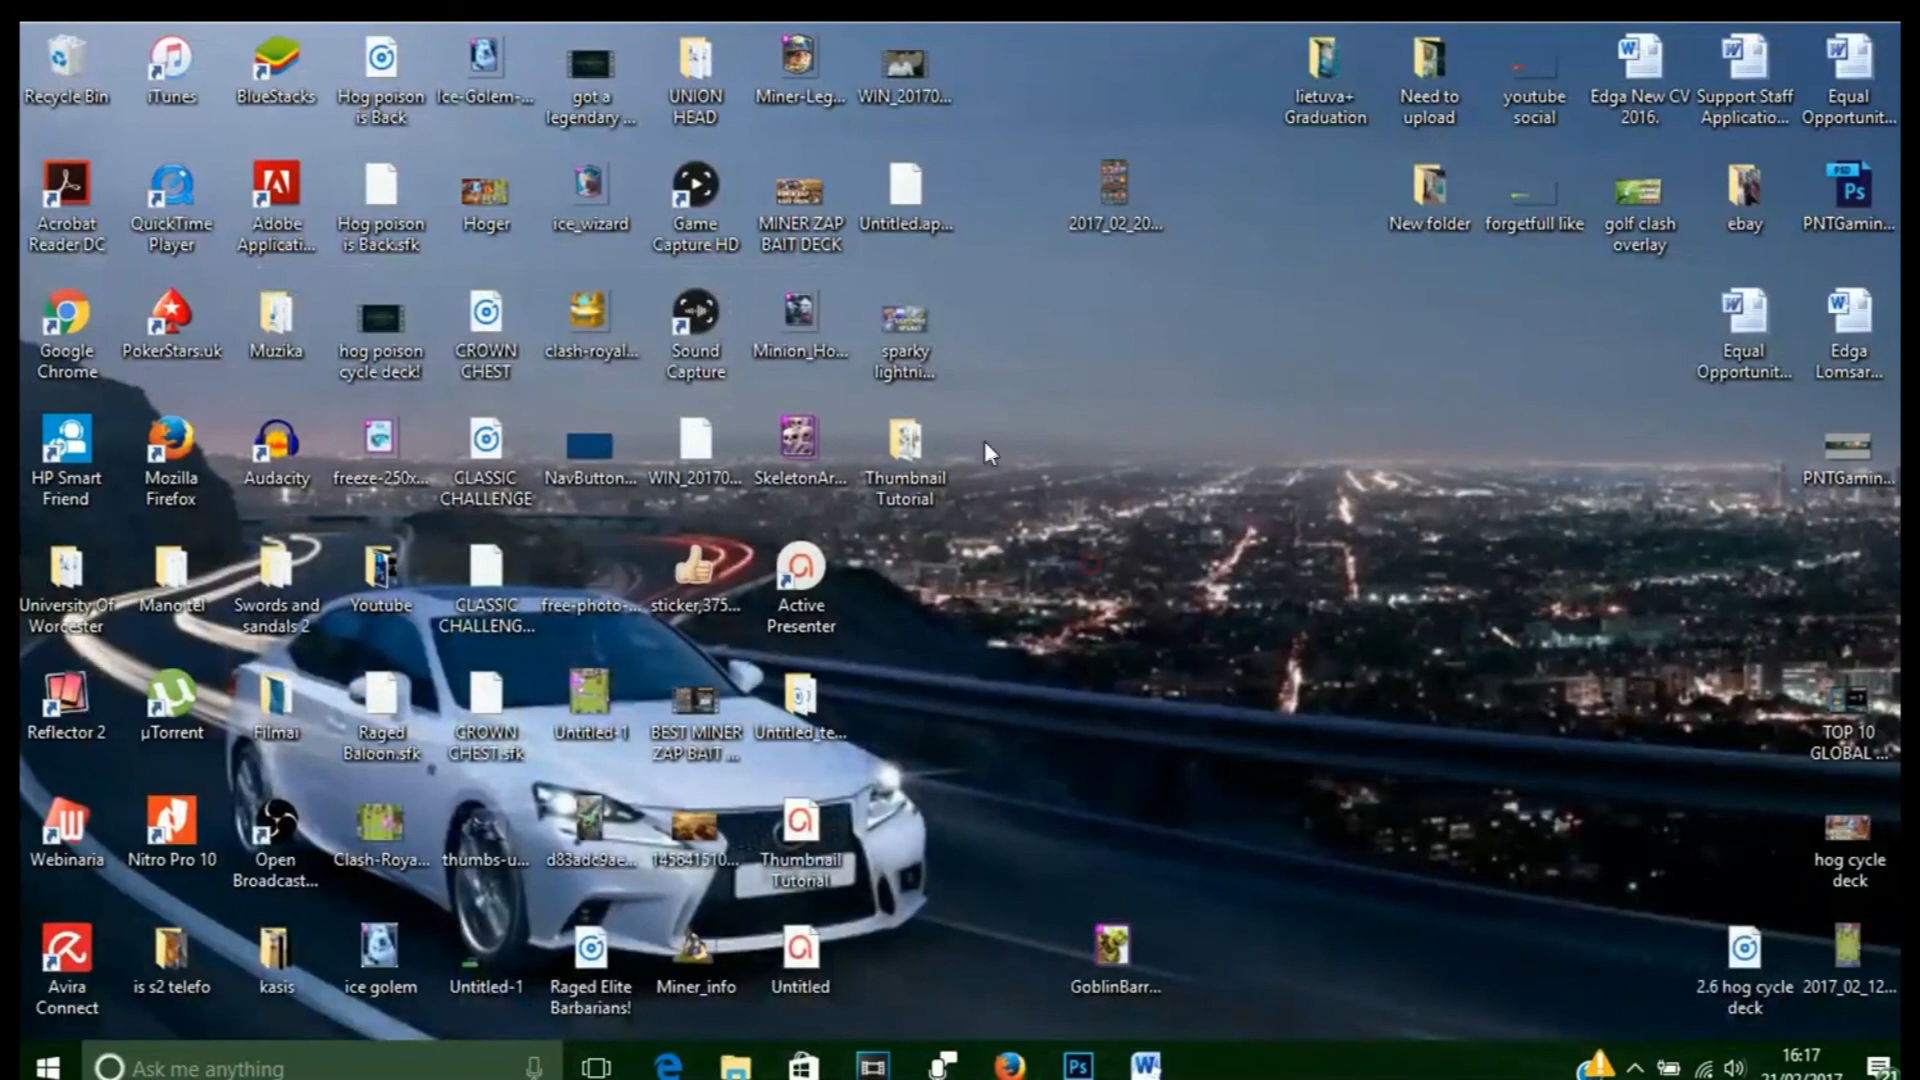 Recycle Bin
iTunes
BlueStacks
Hog poison
is Back
Ice-Golem-...
got a
legendary ...
UNION
HEAD
Miner-Leg...
WIN_20170...
lietuva+
Graduation
Need to
upload
youtube
social
Edga New CV
2016.
Support Staff
Applicatio...
Equal
Opportunit...
Acrobat
Reader DC
QuickTime
Player
Adobe
Applicati...
Hog poison
is Back.sfk
Hoger
ice_wizard
Game
Capture HD
MINER ZAP
BAIT DECK
Untitled.ap...
2017_02_20...
New folder
forgetfull like
golf clash
overlay
ebay
PNTGamin...
Google
Chrome
PokerStars.uk
Muzika
hog poison
cycle deck!
CROWN
CHEST
clash-royal...
Sound
Capture
Minion_Ho...
sparky
lightni...
Equal
Opportunit...
Edga
Lomsar...
HP Smart
Friend
Mozilla
Firefox
Audacity
freeze-250x...
CLASSIC
CHALLENGE
NavButton...
WIN_20170...
SkeletonAr...
Thumbnail
Tutorial
PNTGamin...
University Of
Worcester
Mano tel
Swords and
sandals 2
Youtube
CLASSIC
CHALLENG...
free-photo-...
sticker,375...
Active
Presenter
Reflector 2
µTorrent
Filmai
Raged
Baloon.sfk
CROWN
CHEST.sfk
Untitled-1
BEST MINER
ZAP BAIT ...
Untitled_te...
TOP 10
GLOBAL ...
Webinaria
Nitro Pro 10
Open
Broadcast...
Clash-Roya...
thumbs-u...
d83adc9ae...
145641510...
Thumbnail
Tutorial
hog cycle
deck
Avira
Connect
is s2 telefo
kasis
ice golem
Untitled-1
Raged Elite
Barbarians!
Miner_info
Untitled
GoblinBarr...
2.6 hog cycle
deck
2017_02_12...
Ask me anything
16:17
21/02/2017
21